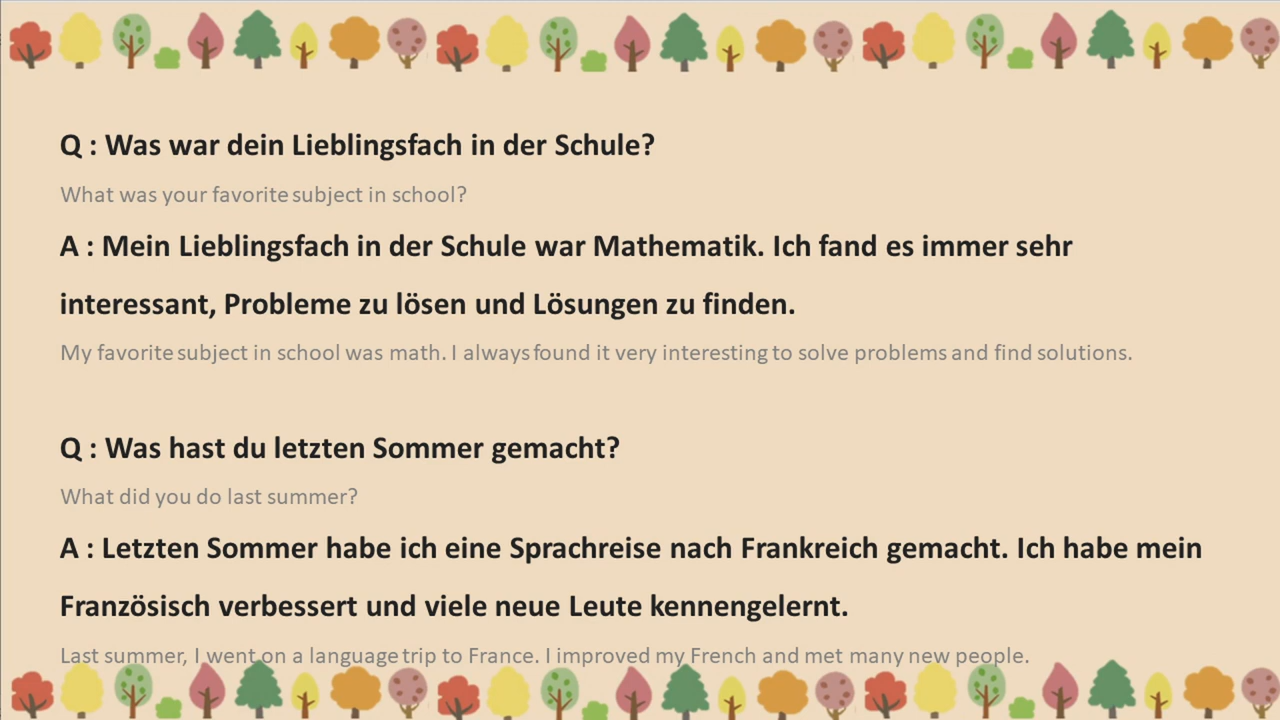 Q : Was war dein Lieblingsfach in der Schule?
What was your favorite subject in school?
A : Mein Lieblingsfach in der Schule war Mathematik. Ich fand es immer sehr
interessant, Probleme zu lösen und Lösungen zu finden.
My favorite subject in school was math. I always found it very interesting to solve problems and find solutions.
Q : Was hast du letzten Sommer gemacht?
What did you do last summer?
A : Letzten Sommer habe ich eine Sprachreise nach Frankreich gemacht. Ich habe mein
Französisch verbessert und viele neue Leute kennengelernt.
Last summer, I went on a language trip to France. I improved my French and met many new people.